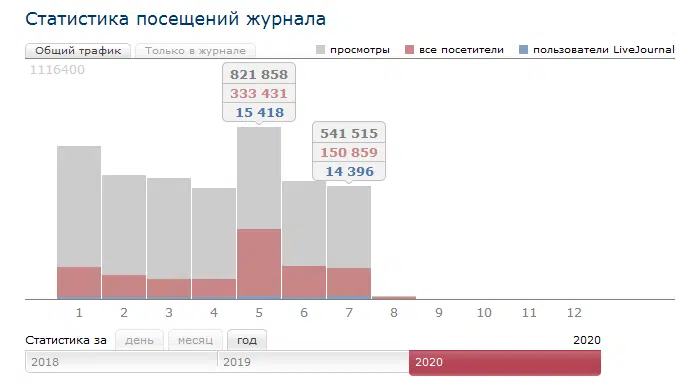 Статистика посещений журнала
Общий трафик Только в журнале просмотры все посетители пользователи LiveJournal
1116400
821 858
333 431
15 418
541 515
150 859
14 396
1 2 3 4 5 6 7 8 9 10 11 12
Статистика за день месяц год 2020
2018 2019 2020